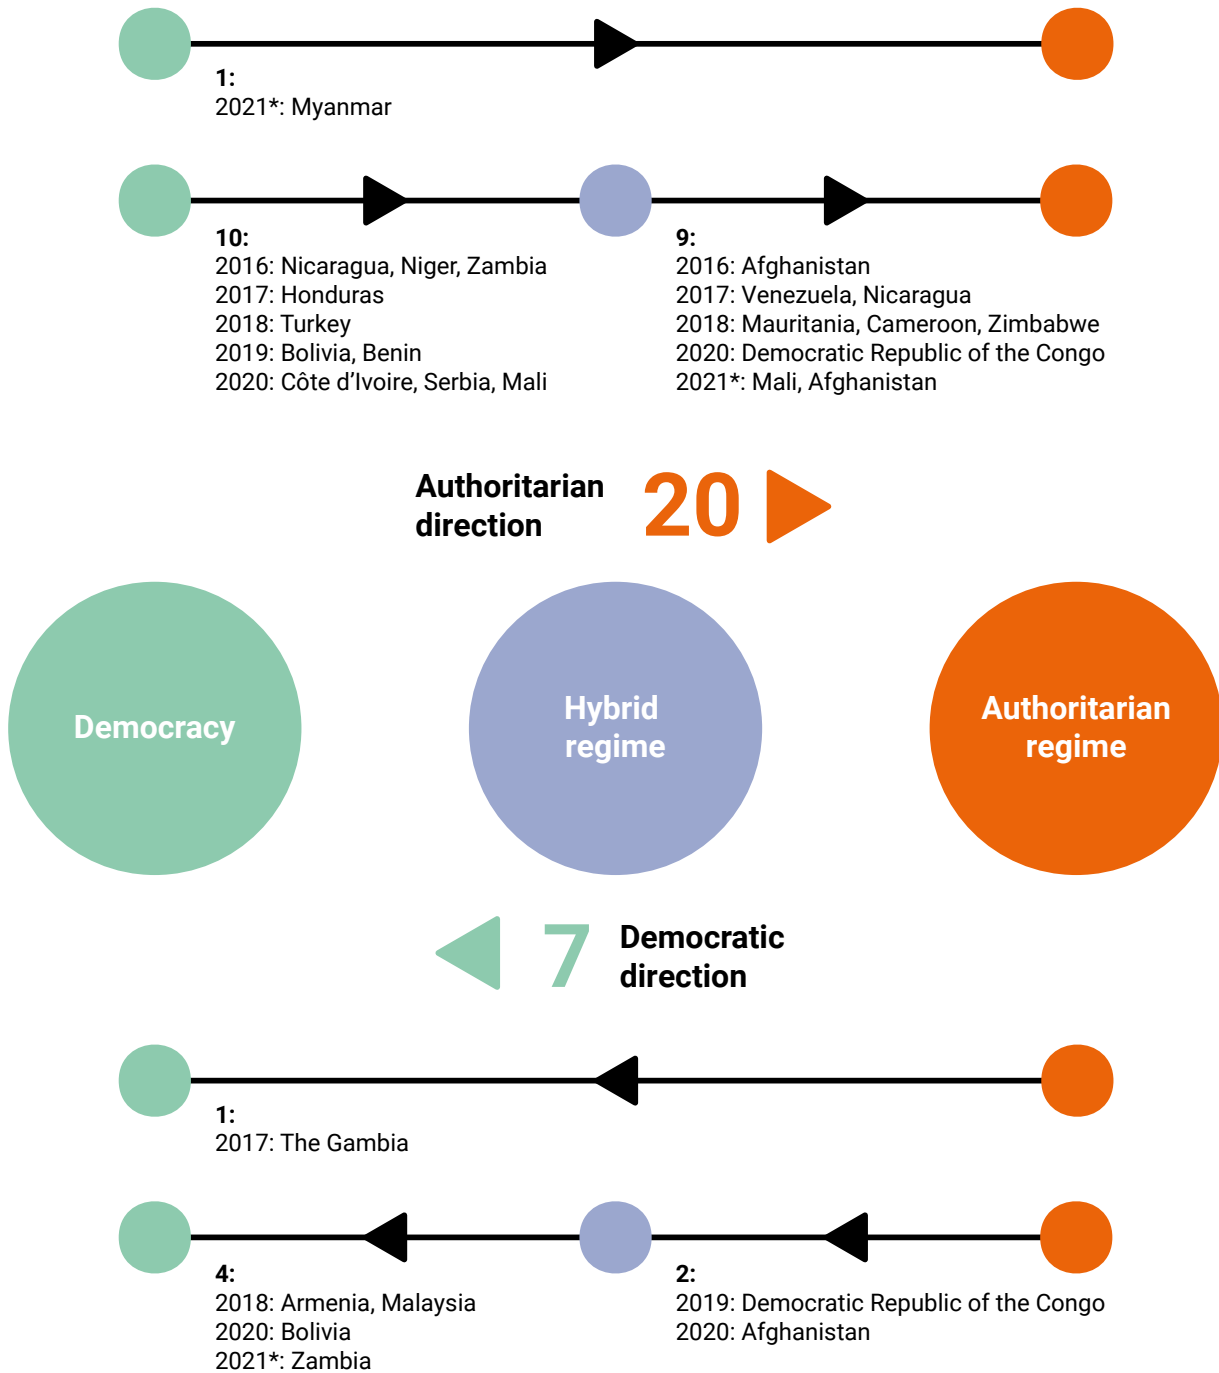 1:
2021*: Myanmar
10:
2016: Nicaragua, Niger, Zambia
2017: Honduras
2018: Turkey
2019: Bolivia, Benin
2020: Côte d’Ivoire, Serbia, Mali
9:
2016: Afghanistan
2017: Venezuela, Nicaragua
2018: Mauritania, Cameroon, Zimbabwe
2020: Democratic Republic of the Congo
2021*: Mali, Afghanistan
Authoritarian
direction
20
Democracy
Hybrid
regime
Authoritarian
regime
7
Democratic
direction
1:
2017: The Gambia
4:
2018: Armenia, Malaysia
2020: Bolivia
2021*: Zambia
2:
2019: Democratic Republic of the Congo
2020: Afghanistan